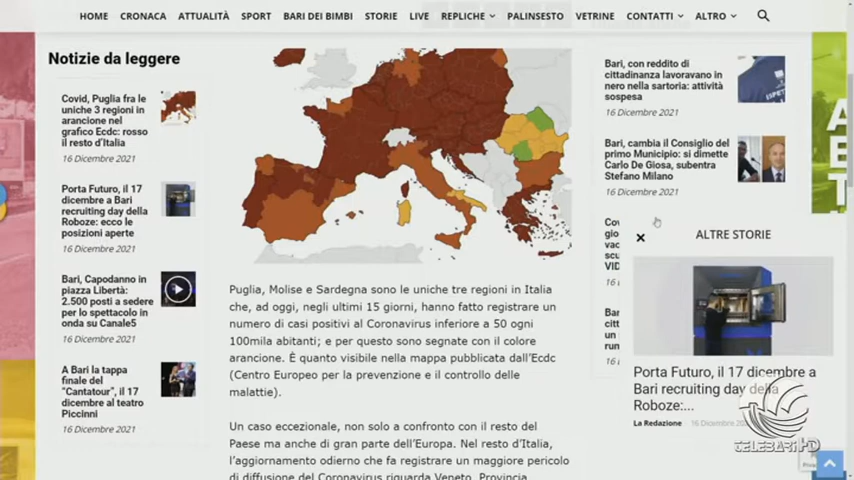 HOME CRONACA ATTUALITÀ SPORT BARI DEI BIMBI STORIE LIVE REPLICHE PALINSESTO VETRINE CONTATTI ALTRO
Notizie da leggere
Covid, Puglia fra le
uniche 3 regioni in
arancione nel
grafico Ecdc: rosso
il resto d'Italia
16 Dicembre 2021
Porta Futuro, il 17
dicembre a Bari
recruiting day della
Roboze: ecco le
posizioni aperte
16 Dicembre 2021
Bari, Capodanno in
piazza Libertà:
2.500 posti a sedere
per lo spettacolo in
onda su Canale5
16 Dicembre 2021
A Bari la tappa
finale del
"Cantatour", il 17
dicembre al teatro
Piccinni
16 Dicembre 2021
Puglia, Molise e Sardegna sono le uniche tre regioni in Italia
che, ad oggi, negli ultimi 15 giorni, hanno fatto registrare un
numero di casi positivi al Coronavirus inferiore a 50 ogni
100mila abitanti; e per questo sono segnate con il colore
arancione. È quanto visibile nella mappa pubblicata dall'Ecdc
(Centro Europeo per la prevenzione e il controllo delle
malattie).
Un caso eccezionale, non solo a confronto con il resto del
Paese ma anche di gran parte dell'Europa. Nel resto d'Italia,
l'aggiornamento odierno che fa registrare un maggiore pericolo
di diffusione del Coronavirus riguarda Veneto, Provincia
Bari, con reddito di
cittadinanza lavoravano in
nero nella sartoria: attività
sospesa
16 Dicembre 2021
Bari, cambia il Consiglio del
primo Municipio: si dimette
Carlo De Giosa, subentra
Stefano Milano
16 Dicembre 2021
ALTRE STORIE
Porta Futuro, il 17 dicembre a
Bari recruiting day della
Roboze:...
La Redazione 16 Dicembre
TELEBARI HD